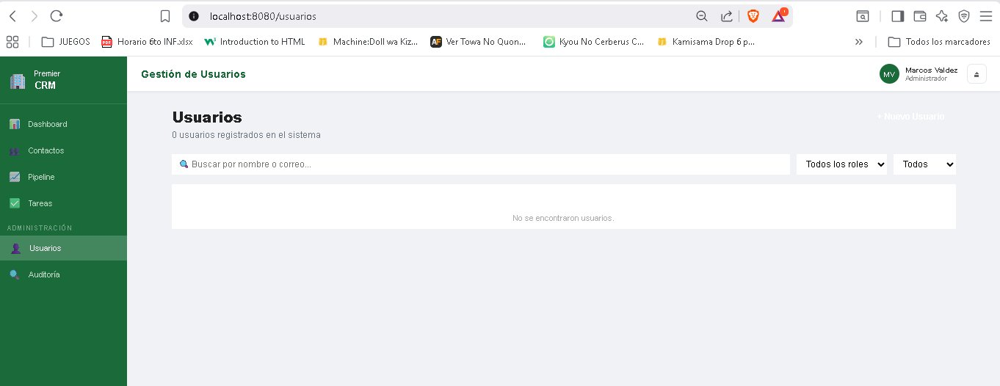 localhost:8080/usuarios
JUEGOS
Horario 6to INF.xlsx
Introduction to HTML
Machine:Doll wa Kiz...
Ver Towa No Quon...
Kyou No Cerberus C...
Kamisama Drop 6 p...
Todos los marcadores
Premier
CRM
Gestión de Usuarios
MV
Marcos Valdez
Administrador
Dashboard
Contactos
Pipeline
Tareas
ADMINISTRACIÓN
Usuarios
Auditoría
Usuarios
+ Nuevo Usuario
0 usuarios registrados en el sistema
Buscar por nombre o correo...
Todos los roles
Todos
No se encontraron usuarios.